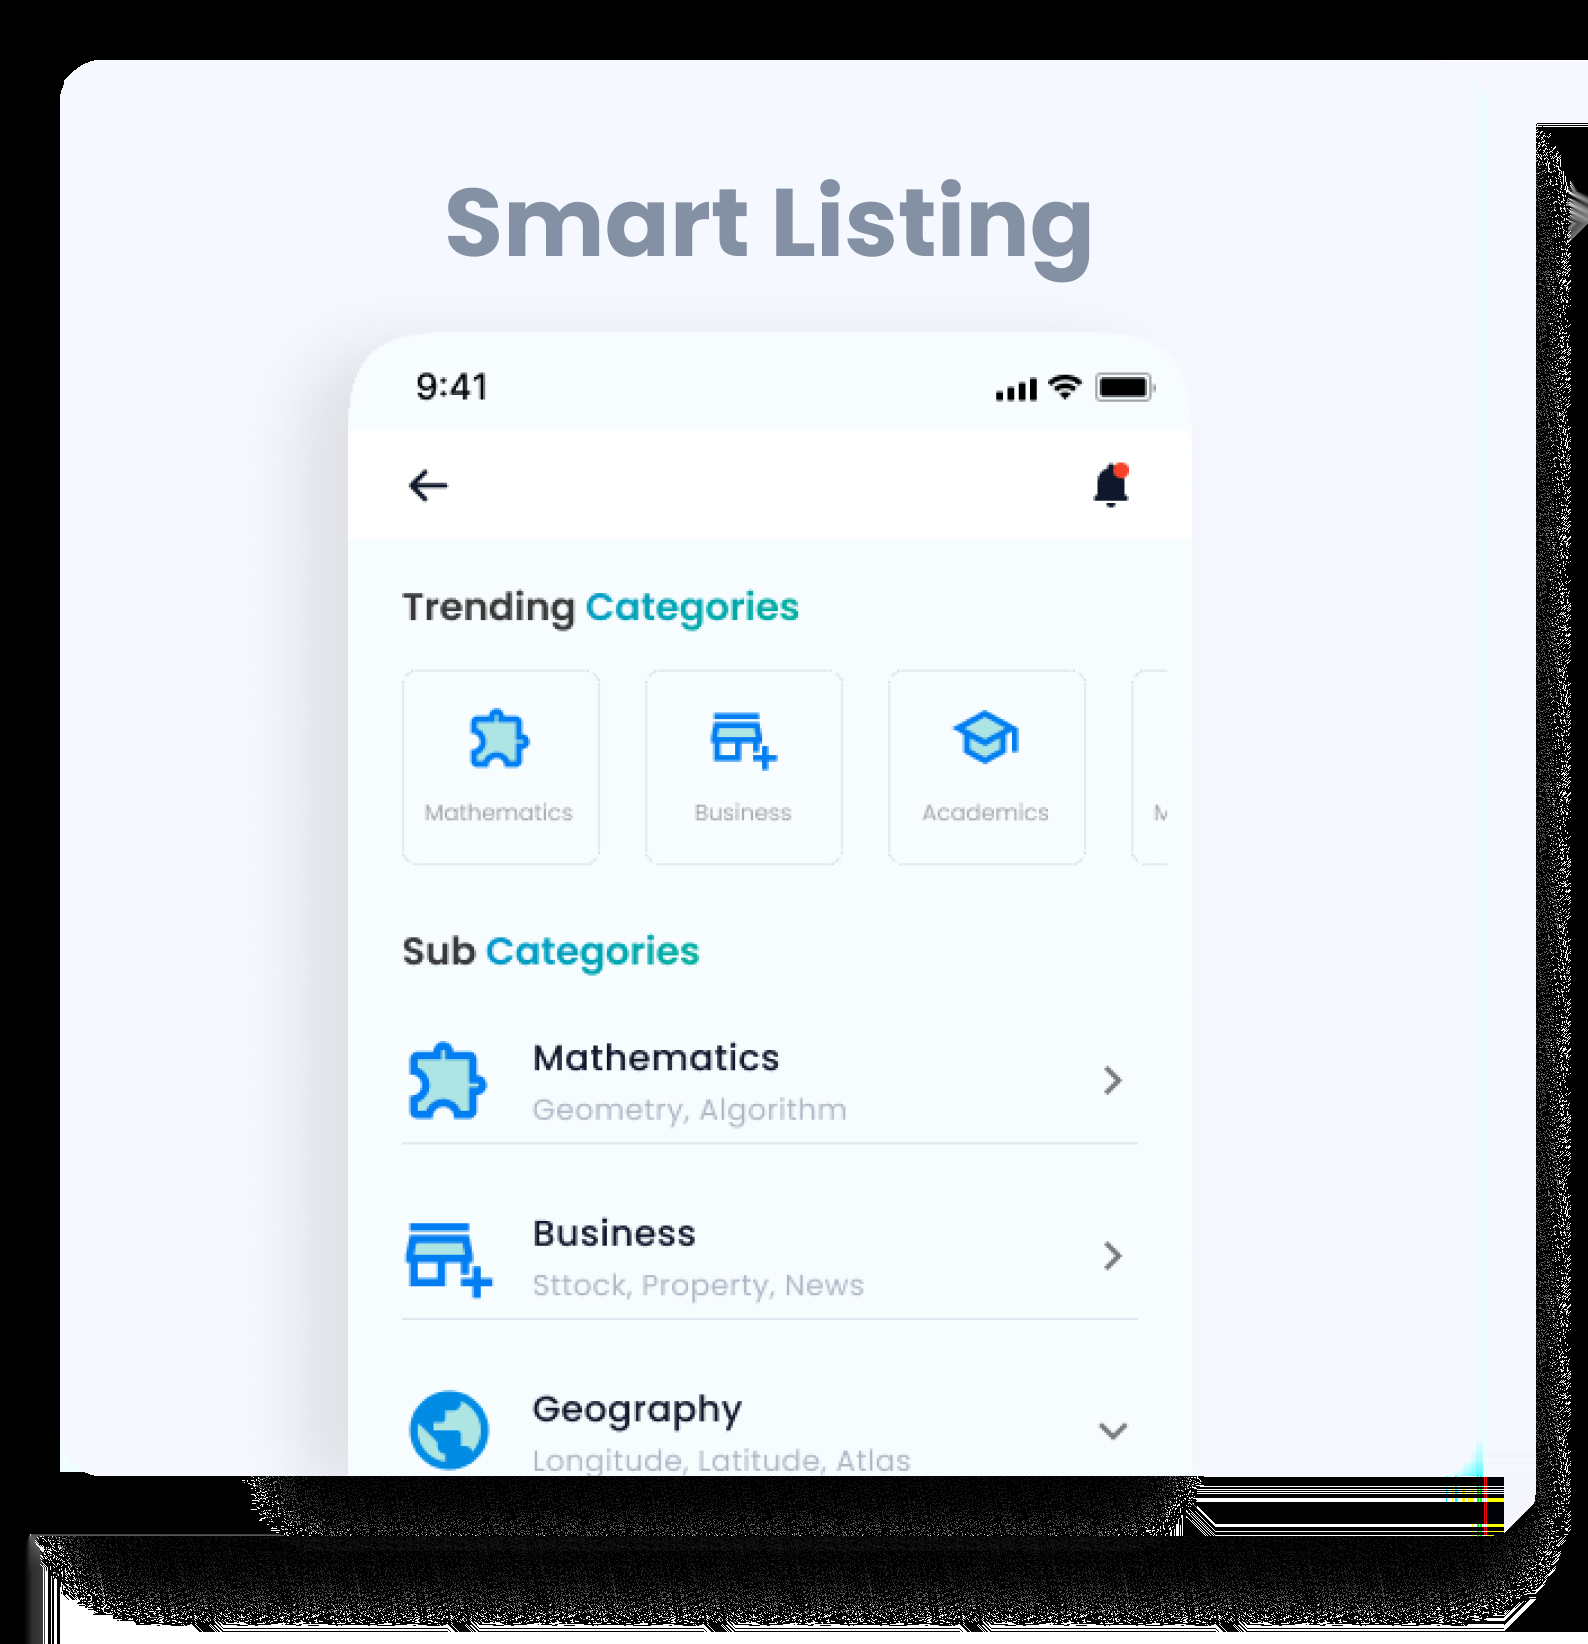 Smart Listing
9:41
Trending Categories
Mathematics Business Academics M
Sub Categories
Mathematics
Geometry, Algorithm
Business
Sttock, Property, News
Geography
Longitude, Latitude, Atlas